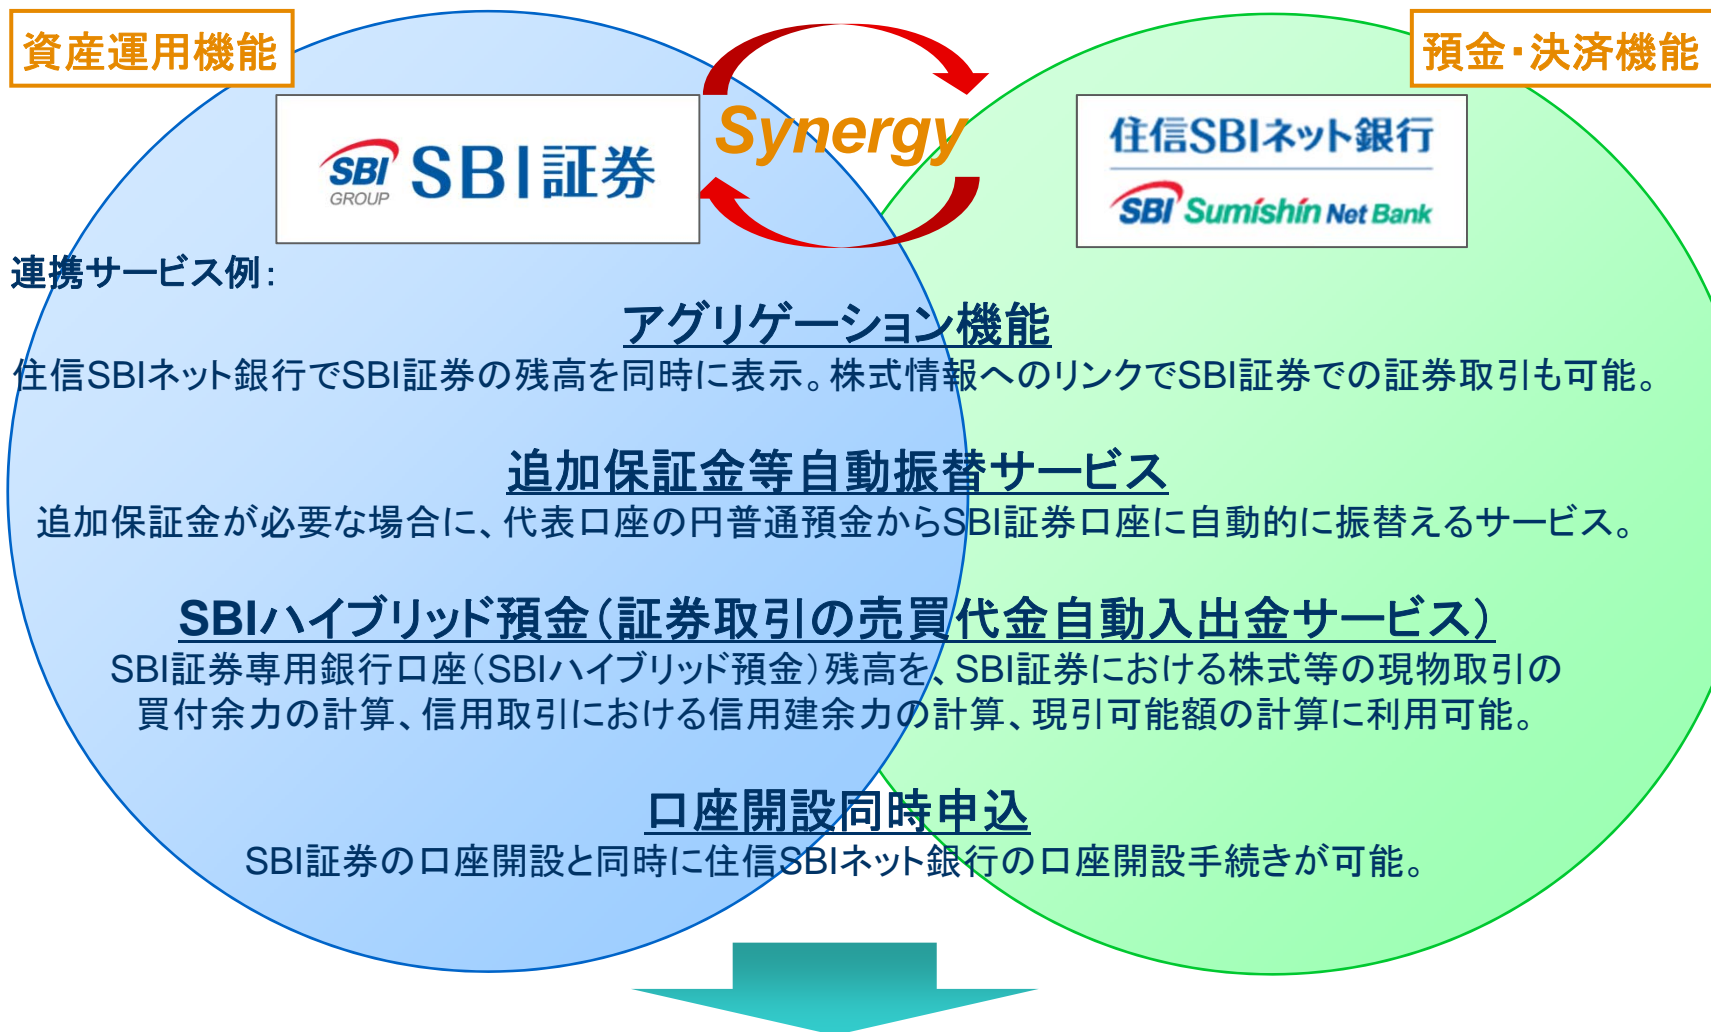 資産運用機能
預金・決済機能
Synergy
SBI
GROUP
SBI証券
住信SBIネット銀行
SBI Sumishin Net Bank
連携サービス例：
アグリゲーション機能
住信SBIネット銀行でSBI証券の残高を同時に表示。株式情報へのリンクでSBI証券での証券取引も可能。
追加保証金等自動振替サービス
追加保証金が必要な場合に、代表口座の円普通預金からSBI証券口座に自動的に振替えるサービス。
SBIハイブリッド預金（証券取引の売買代金自動入出金サービス）
SBI証券専用銀行口座（SBIハイブリッド預金）残高を、SBI証券における株式等の現物取引の
買付余力の計算、信用取引における信用建余力の計算、現引可能額の計算に利用可能。
口座開設同時申込
SBI証券の口座開設と同時に住信SBIネット銀行の口座開設手続きが可能。